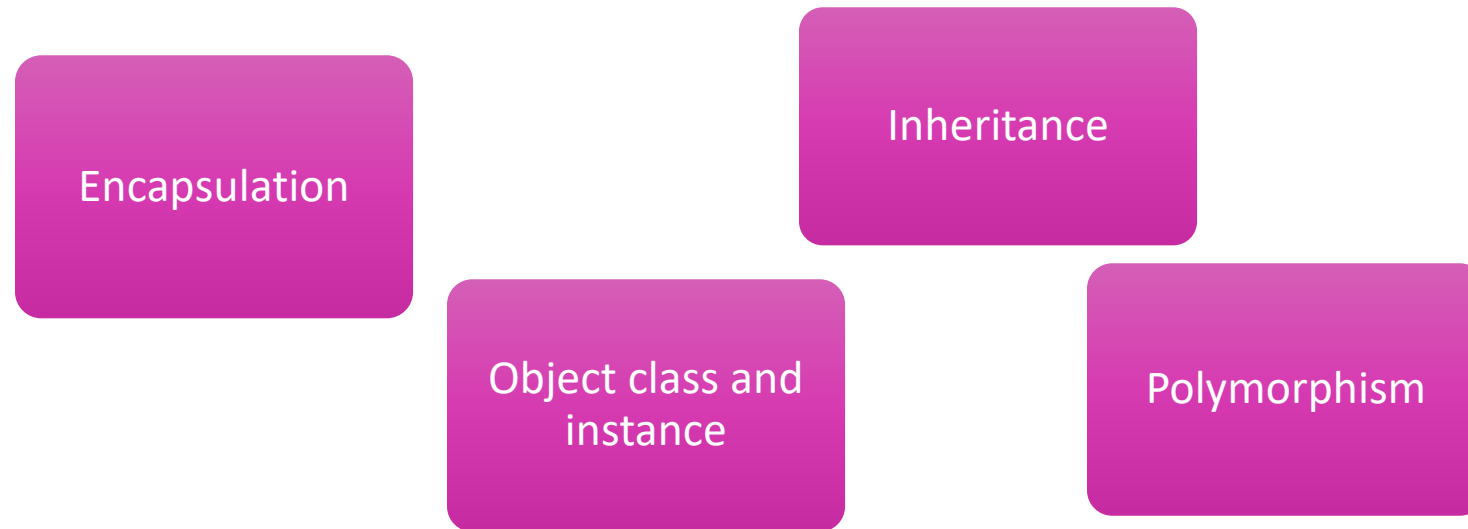 Encapsulation
Inheritance
Object class and
instance
Polymorphism